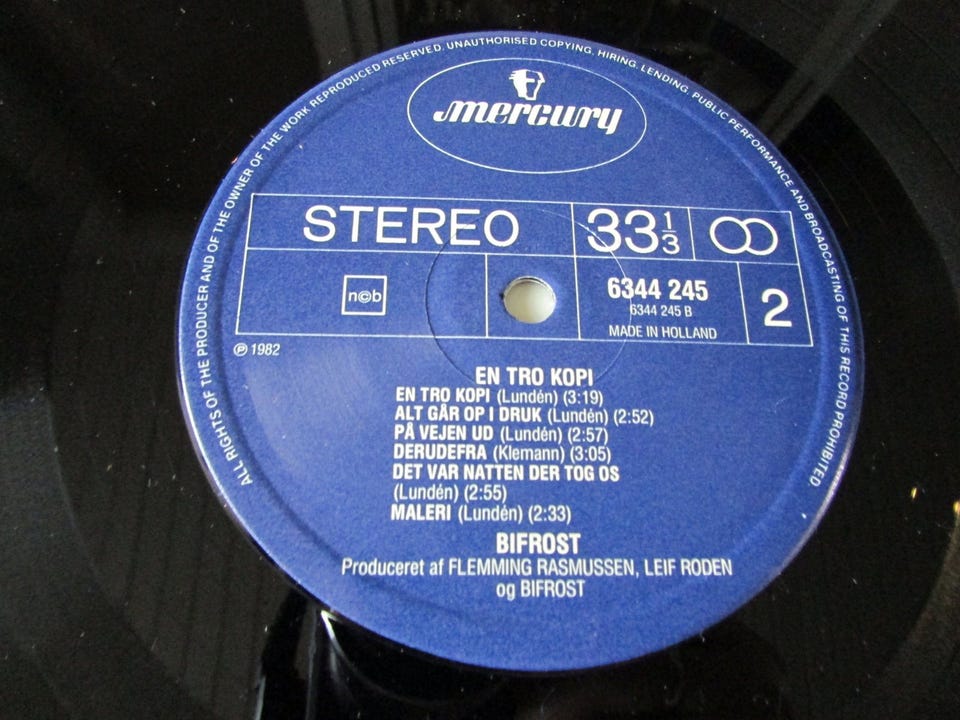 ALL RIGHTS OF THE PRODUCER AND OF THE OWNER OF THE WORK REPRODUCED RESERVED. UNAUTHORISED COPYING, HIRING, LENDING, PUBLIC PERFORMANCE AND BROADCASTING OF THIS RECORD PROHIBITED
mercury
STEREO
33 1/3
6344 245
6344 245 B
MADE IN HOLLAND
2
n©b
℗ 1982
EN TRO KOPI
EN TRO KOPI (Lundén) (3:19)
ALT GÅR OP I DRUK (Lundén) (2:52)
PÅ VEJEN UD (Lundén) (2:57)
DERUDEFRA (Klemann) (3:05)
DET VAR NATTEN DER TOG OS
(Lundén) (2:55)
MALERI (Lundén) (2:33)
BIFROST
Produceret af FLEMMING RASMUSSEN, LEIF RODEN
og BIFROST